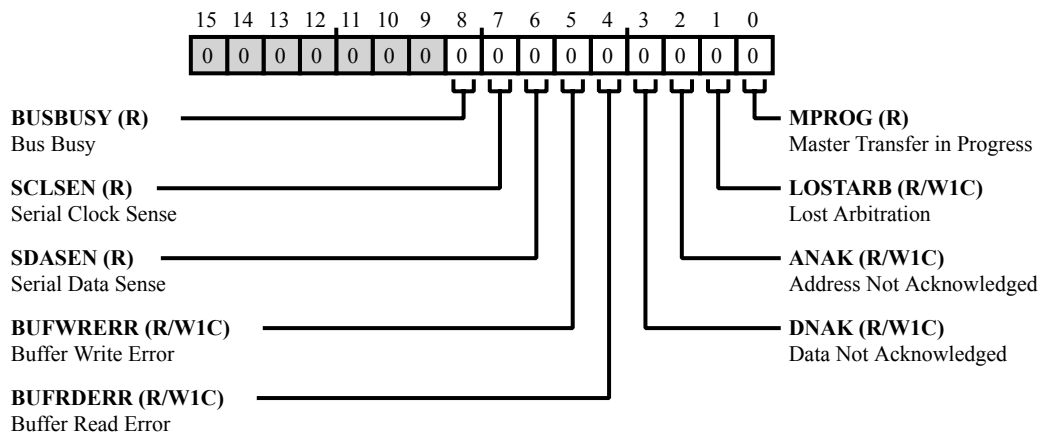 15 14 13 12 11 10 9 8 7 6 5 4 3 2 1 0
0 0 0 0 0 0 0 0 0 0 0 0 0 0 0 0
BUSBUSY (R)
Bus Busy
SCLSEN (R)
Serial Clock Sense
SDASEN (R)
Serial Data Sense
BUFWRERR (R/W1C)
Buffer Write Error
BUFRDERR (R/W1C)
Buffer Read Error
MPROG (R)
Master Transfer in Progress
LOSTARB (R/W1C)
Lost Arbitration
ANAK (R/W1C)
Address Not Acknowledged
DNAK (R/W1C)
Data Not Acknowledged